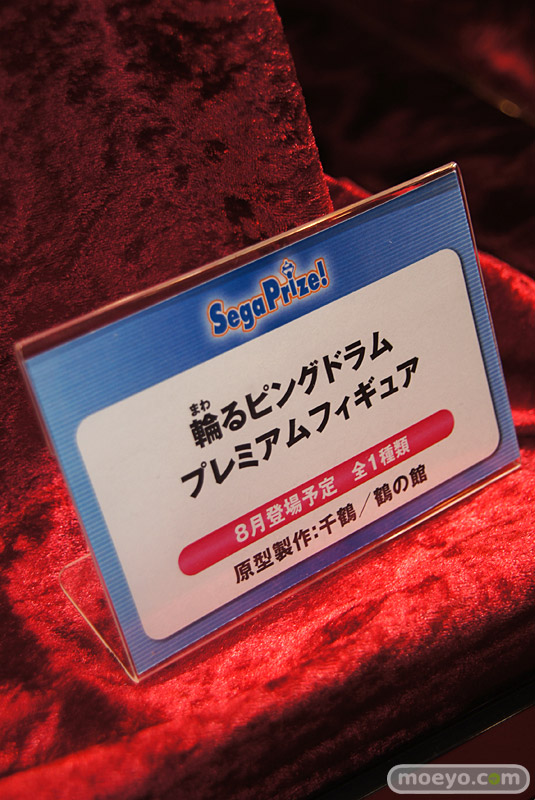 SegaPrize!
まわ
輪るピングドラム
プレミアムフィギュア
8月登場予定 全1種類
原型製作:千鶴/鶴の館
moeyo.com